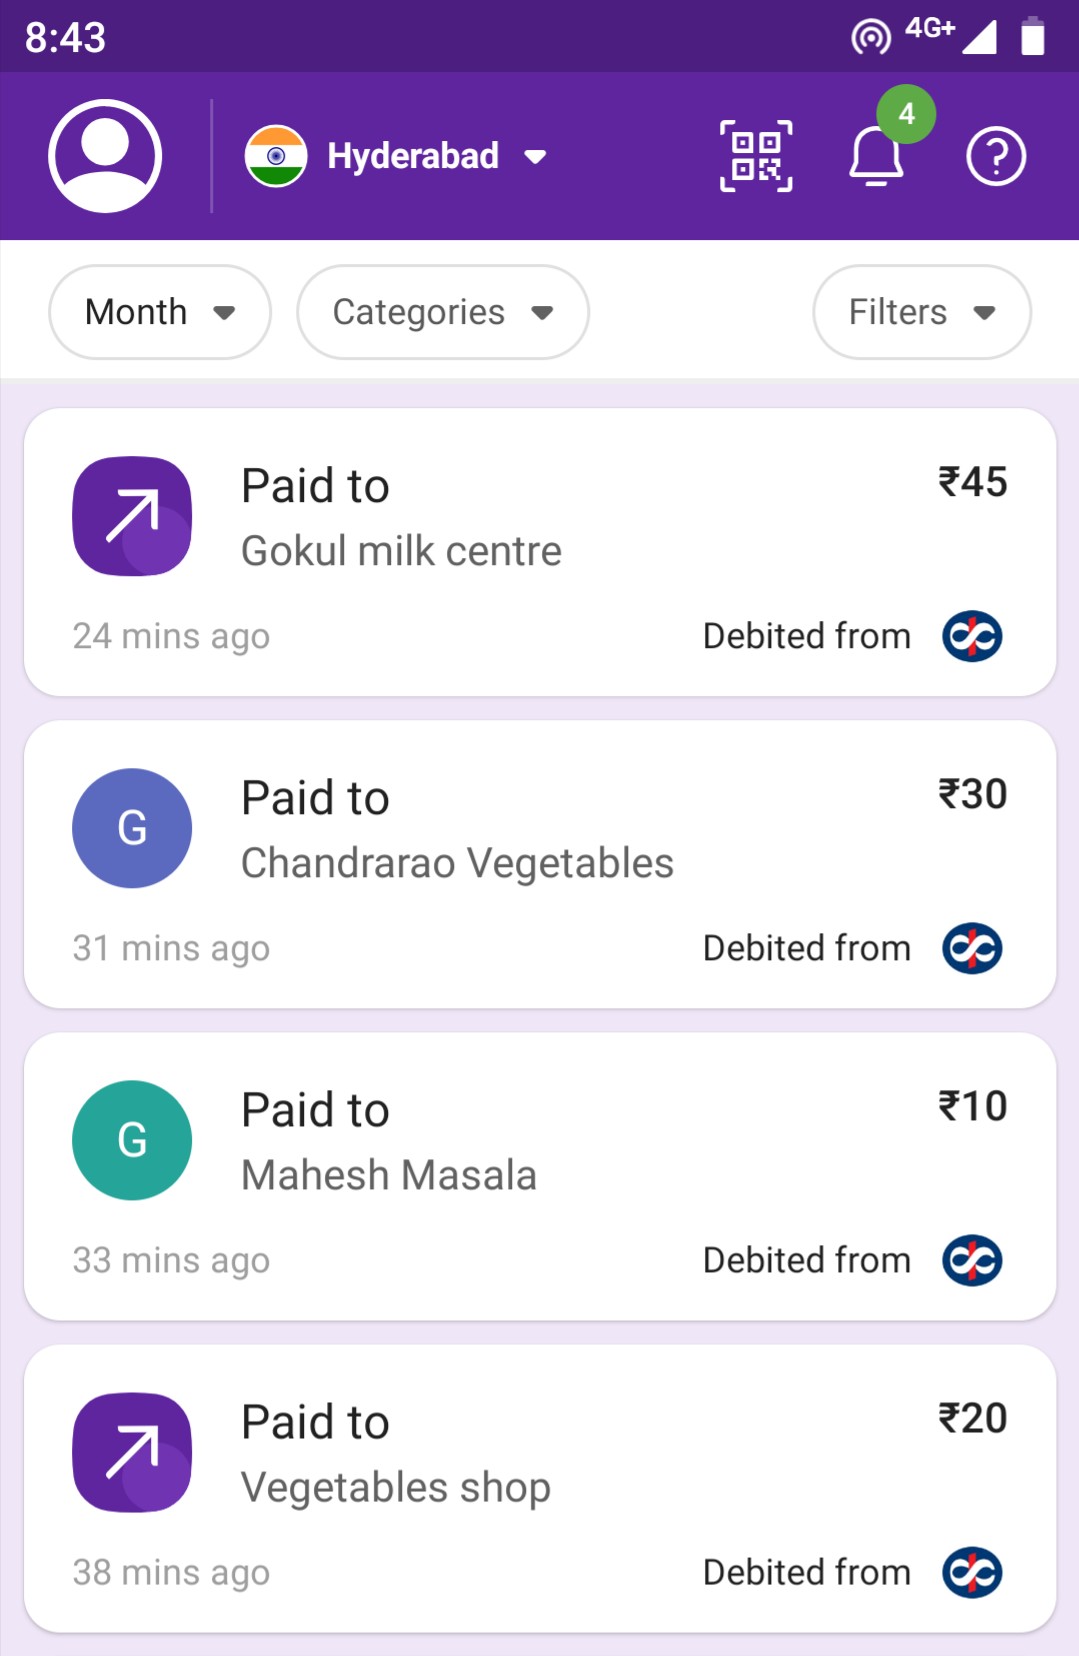 8:43
4G+
Hyderabad
4
Month
Categories
Filters
Paid to
₹45
Gokul milk centre
24 mins ago
Debited from
G
Paid to
₹30
Chandrarao Vegetables
31 mins ago
Debited from
G
Paid to
₹10
Mahesh Masala
33 mins ago
Debited from
Paid to
₹20
Vegetables shop
38 mins ago
Debited from